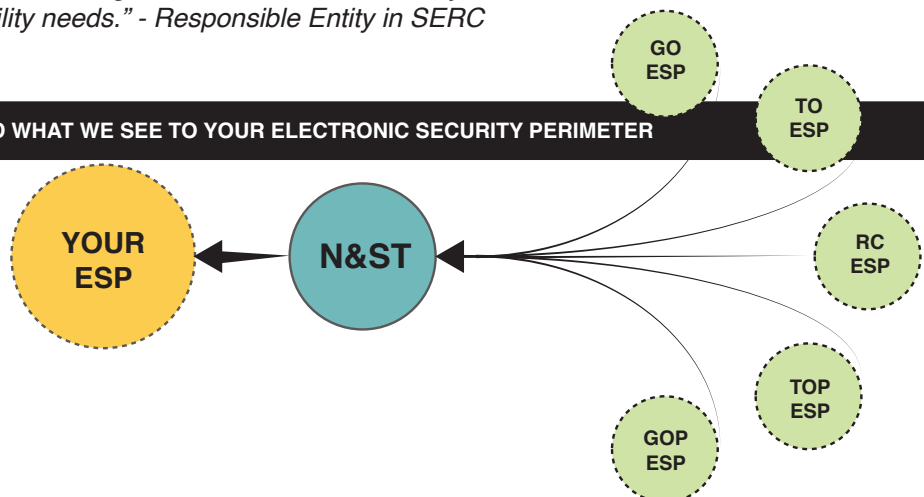 ility needs.” - Responsible Entity in SERC
GO
ESP
WHAT WE SEE TO YOUR ELECTRONIC SECURITY PERIMETER
TO
ESP
YOUR
ESP
N&ST
RC
ESP
TOP
ESP
GOP
ESP